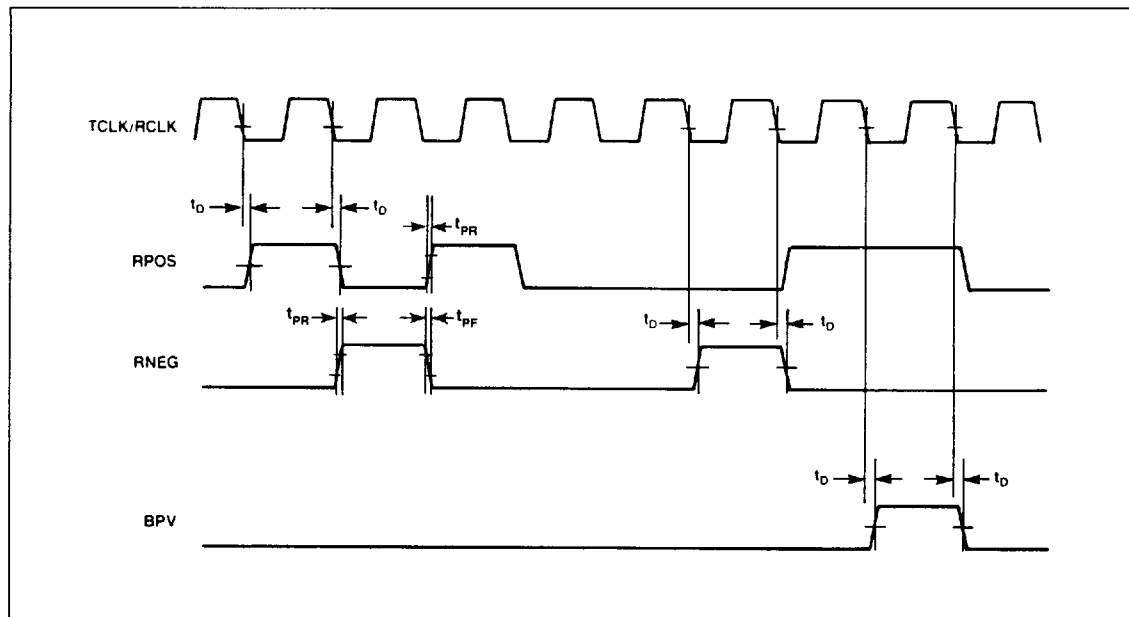 TCLK/RCLK
tD
tD
tPR
RPOS
tPR
tPF
tD
tD
RNEG
tD
tD
BPV